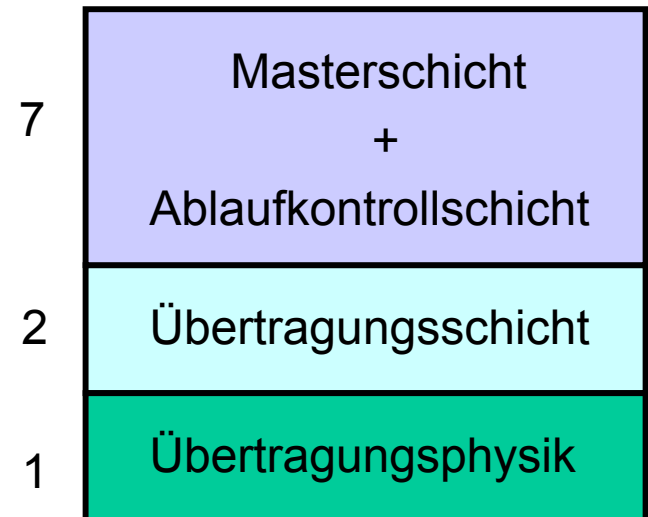 7
Masterschicht
+
Ablaufkontrollschicht
2
Übertragungsschicht
1
Übertragungsphysik